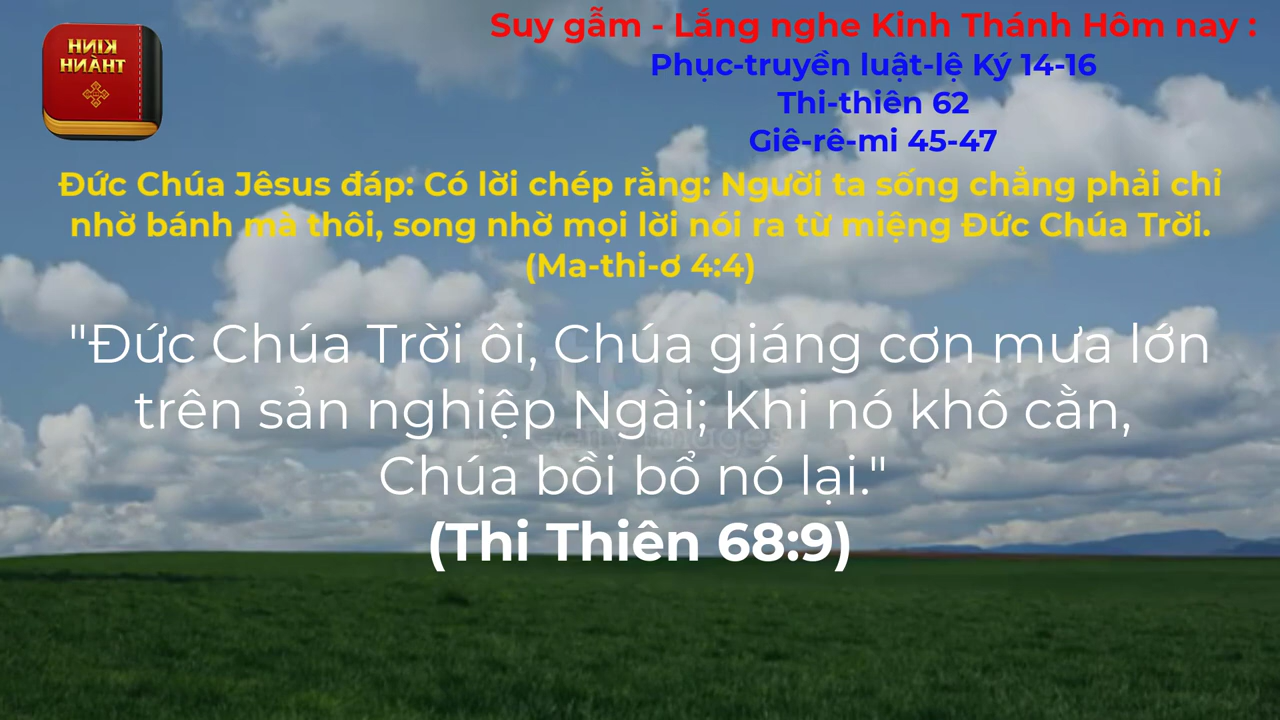 KINH
THÁNH
Suy gẫm - Lắng nghe Kinh Thánh Hôm nay :
Phục-truyền luật-lệ Ký 14-16
Thi-thiên 62
Giê-rê-mi 45-47
Đức Chúa Jêsus đáp: Có lời chép rằng: Người ta sống chẳng phải chỉ
nhờ bánh mà thôi, song nhờ mọi lời nói ra từ miệng Đức Chúa Trời.
(Ma-thi-ơ 4:4)
"Đức Chúa Trời ôi, Chúa giáng cơn mưa lớn
trên sản nghiệp Ngài; Khi nó khô cằn,
Chúa bồi bổ nó lại."
(Thi Thiên 68:9)